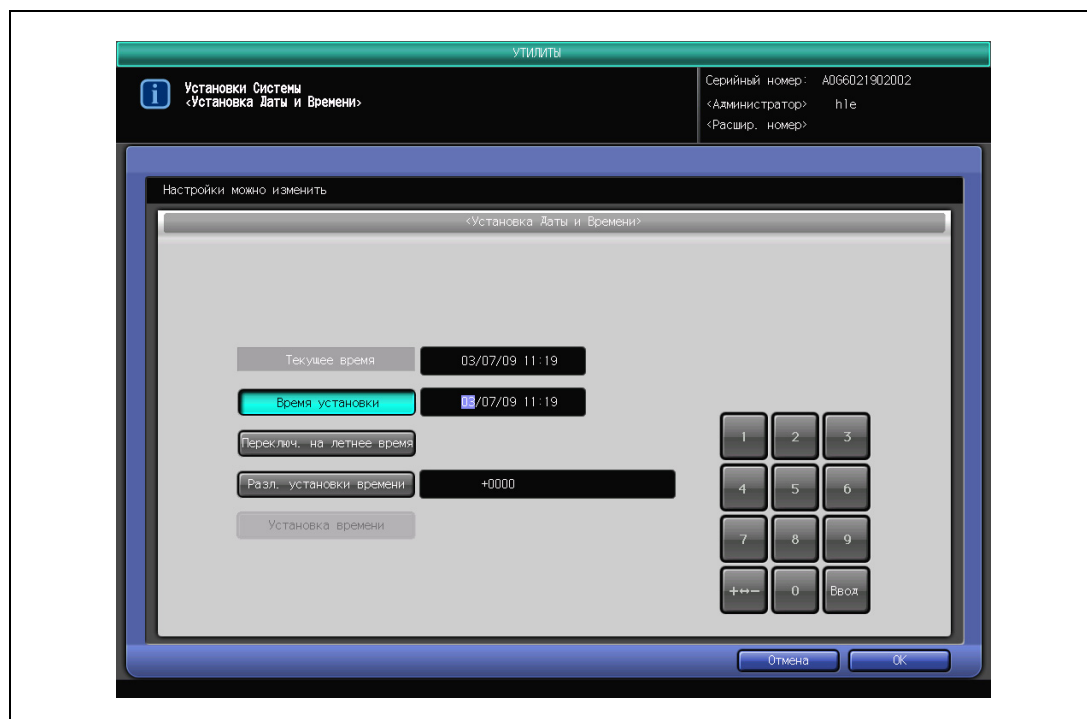 УТИЛИТЫ
Установки Системы
<Установка Даты и Времени>
Серийный номер: A0G6021902002
<Администратор> hle
<Расшир. номер>
Настройки можно изменить
<Установка Даты и Времени>
Текущее время 03/07/09 11:19
Время установки 03/07/09 11:19
Переключ. на летнее время
Разл. установки времени +0000
Установка времени
1 2 3
4 5 6
7 8 9
+↔− 0 Ввод
Отмена OK